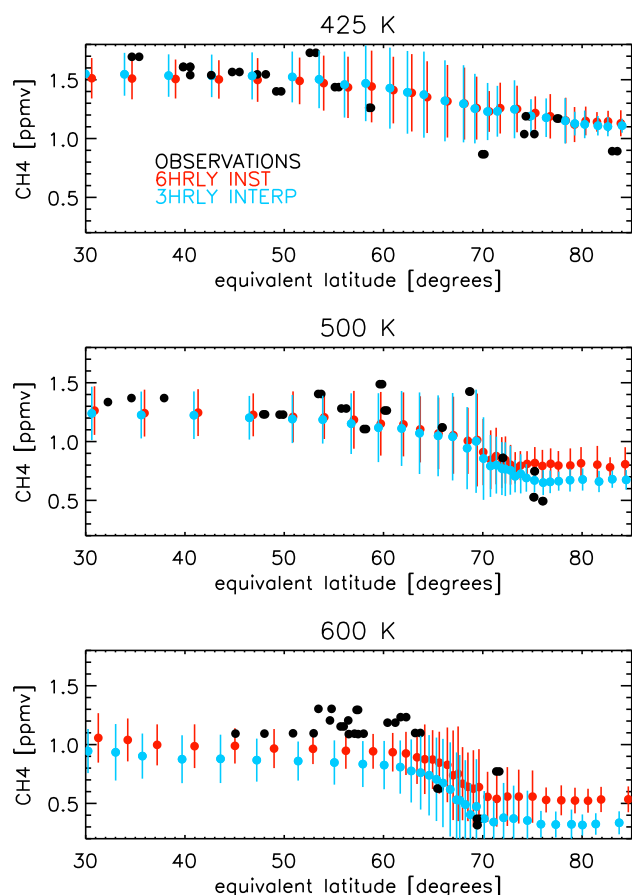 425 K
CH4 [ppmv]
1.5
1.0
0.5
OBSERVATIONS
6HRLY INST
3HRLY INTERP
30 40 50 60 70 80
equivalent latitude [degrees]
500 K
CH4 [ppmv]
1.5
1.0
0.5
30 40 50 60 70 80
equivalent latitude [degrees]
600 K
CH4 [ppmv]
1.5
1.0
0.5
30 40 50 60 70 80
equivalent latitude [degrees]